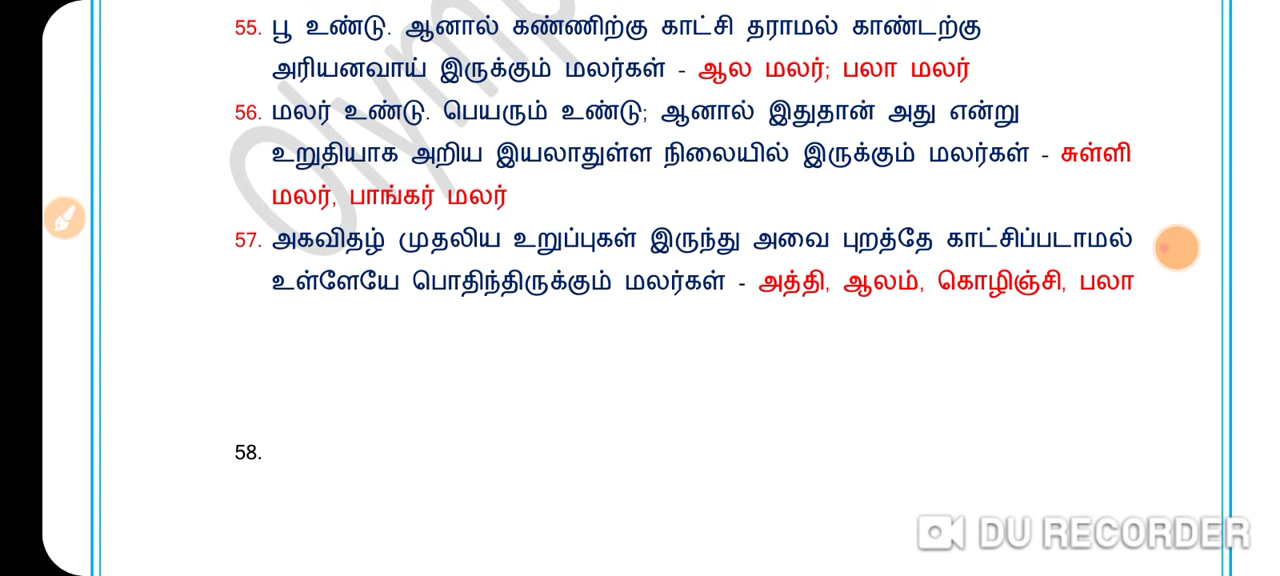 55. பூ உண்டு. ஆனால் கண்ணிற்கு காட்சி தராமல் காண்டற்கு
அரியனவாய் இருக்கும் மலர்கள் - ஆல மலர்; பலா மலர்
56. மலர் உண்டு. பெயரும் உண்டு; ஆனால் இதுதான் அது என்று
உறுதியாக அறிய இயலாதுள்ள நிலையில் இருக்கும் மலர்கள் - சுள்ளி
மலர், பாங்கர் மலர்
57. அகவிதழ் முதலிய உறுப்புகள் இருந்து அவை புறத்தே காட்சிப்படாமல்
உள்ளேயே பொதிந்திருக்கும் மலர்கள் - அத்தி, ஆலம், கொழிஞ்சி, பலா
58.
DU RECORDER